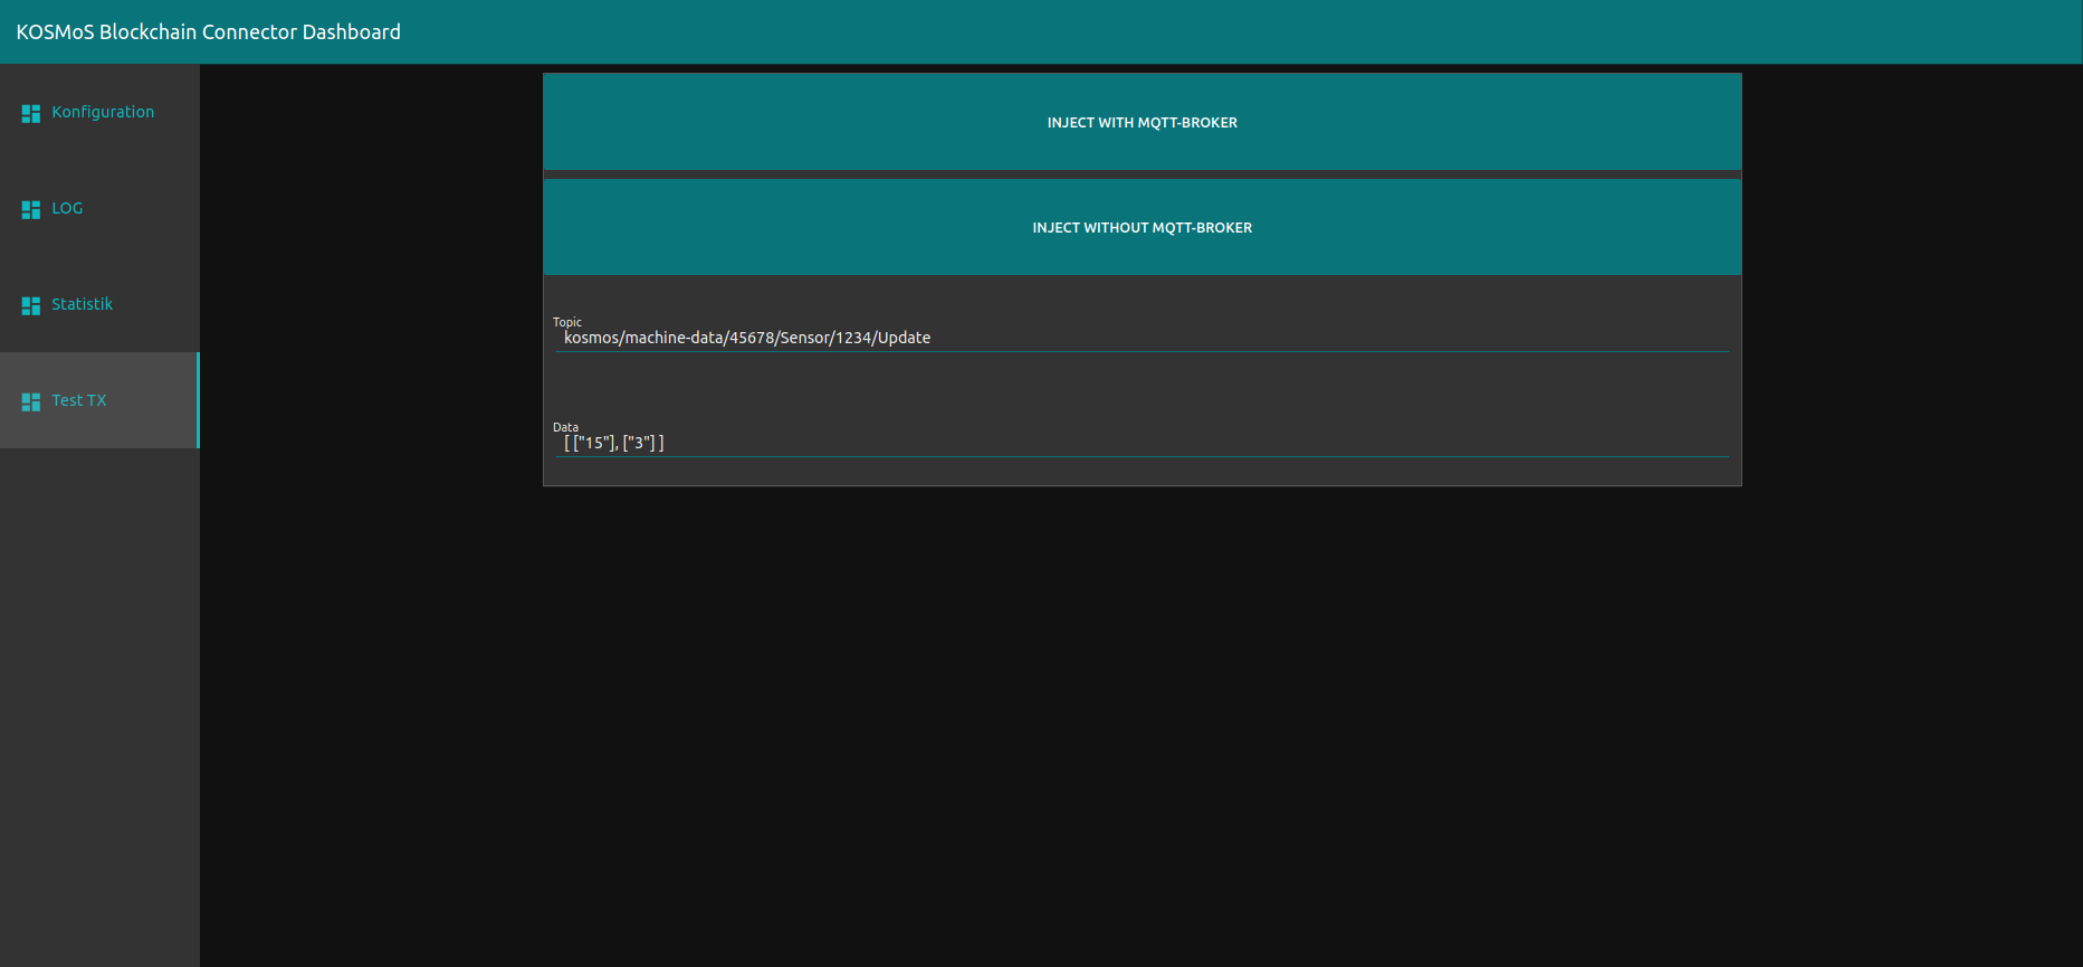 KOSMoS Blockchain Connector Dashboard
Konfiguration
LOG
Statistik
Test TX
INJECT WITH MQTT-BROKER
INJECT WITHOUT MQTT-BROKER
Topic
kosmos/machine-data/45678/Sensor/1234/Update
Data
[ ["15"], ["3"] ]